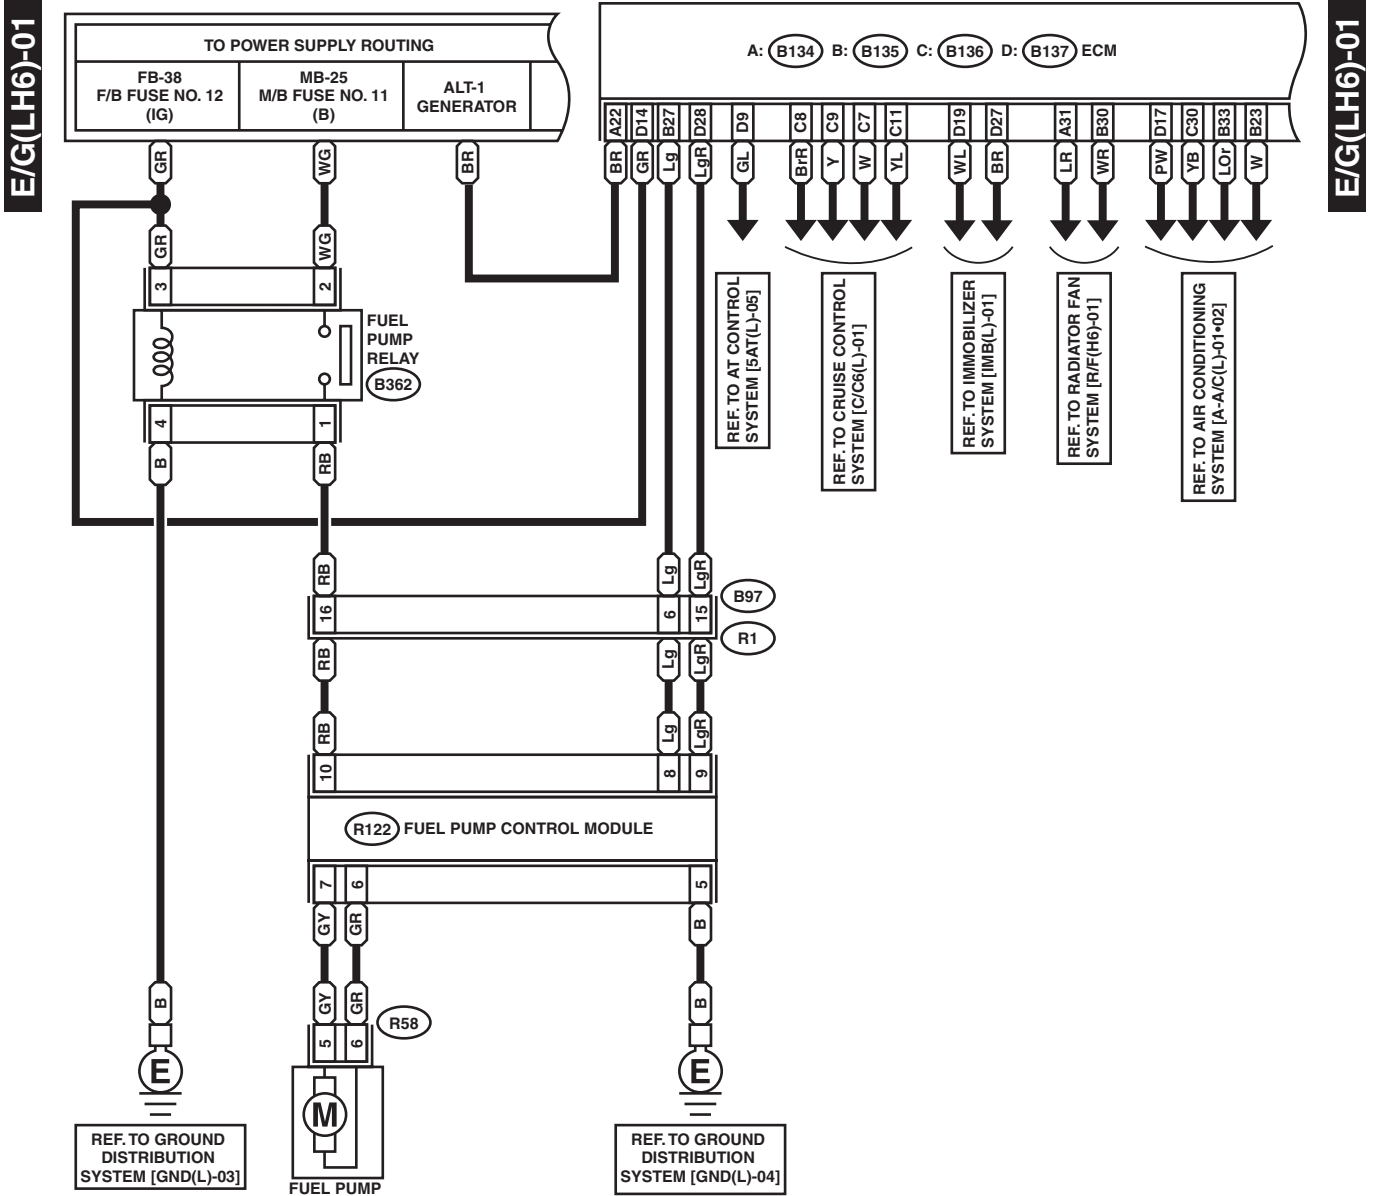 E/G(LH6)-01
E/G(LH6)-01
TO POWER SUPPLY ROUTING
FB-38
F/B FUSE NO. 12
(IG)
MB-25
M/B FUSE NO. 11
(B)
ALT-1
GENERATOR
A: B134 B: B135 C: B136 D: B137 ECM
A22 D14 B27 D28 D9 C8 C9 C7 C11 D19 D27 A31 B30 D17 C30 B33 B23
GR WG BR BR GR Lg LgR GL BrR Y W YL WL BR LR WR PW YB LOr W
GR WG
3 2
FUEL
PUMP
RELAY
B362
4 1
B RB
REF. TO AT CONTROL
SYSTEM [5AT(L)-05]
REF. TO CRUISE CONTROL
SYSTEM [C/C6(L)-01]
REF. TO IMMOBILIZER
SYSTEM [IMB(L)-01]
REF. TO RADIATOR FAN
SYSTEM [R/F(H6)-01]
REF. TO AIR CONDITIONING
SYSTEM [A-A/C(L)-01•02]
RB Lg LgR
16 6 15
B97
R1
RB Lg LgR
RB Lg LgR
10 8 9
R122 FUEL PUMP CONTROL MODULE
7 6 5
GY GR B
B GY GR B
R58
5 6
E
M
E
REF. TO GROUND
DISTRIBUTION
SYSTEM [GND(L)-03]
FUEL PUMP
REF. TO GROUND
DISTRIBUTION
SYSTEM [GND(L)-04]